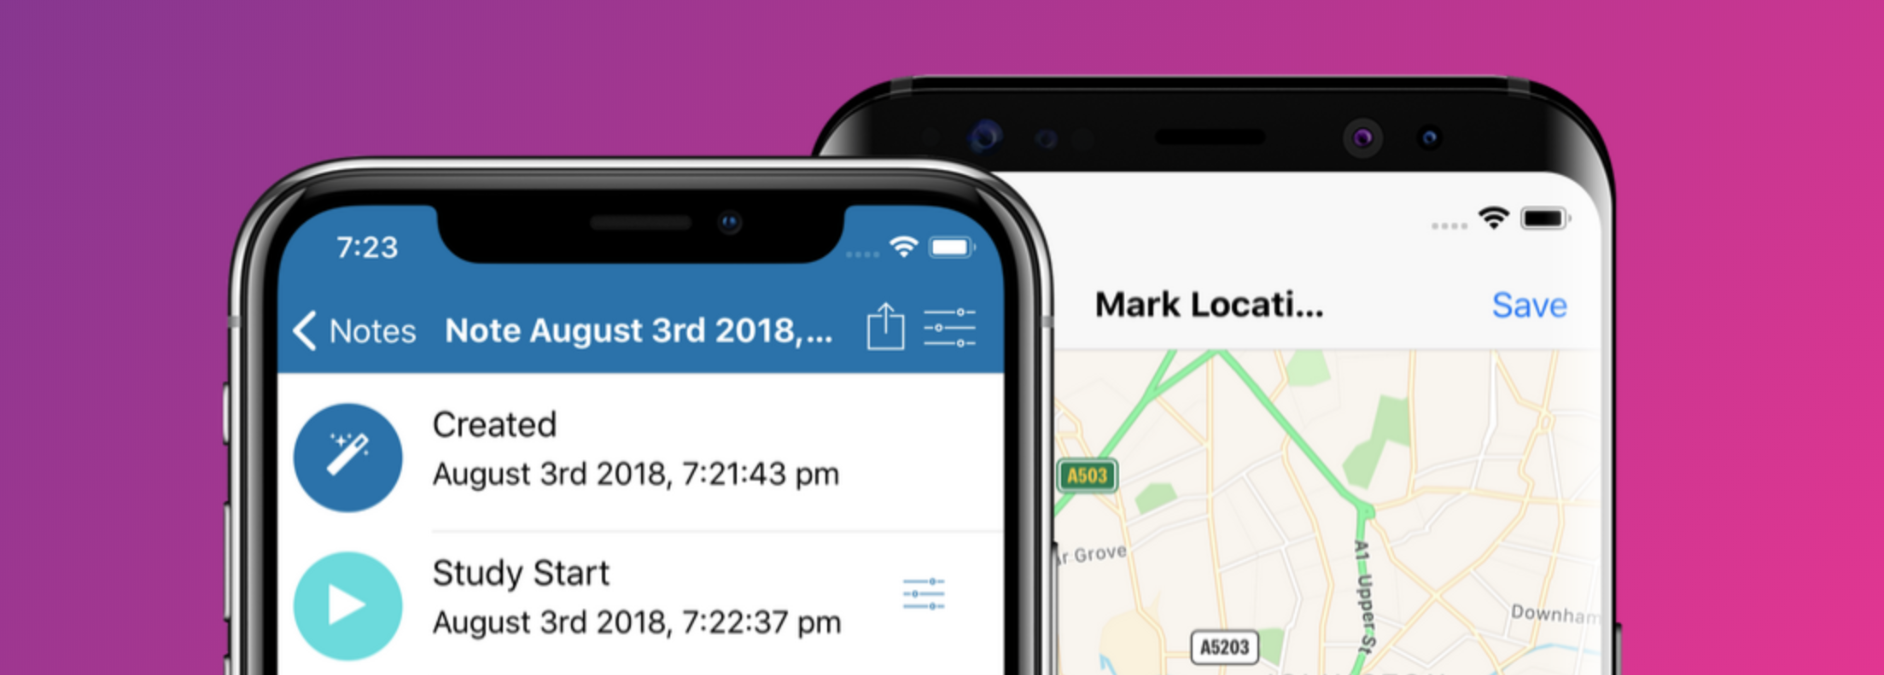 7:23
Notes
Note August 3rd 2018,...
Created
August 3rd 2018, 7:21:43 pm
Study Start
August 3rd 2018, 7:22:37 pm
Mark Locati...
Save
A503
Grove
A1 Upper St
Downham
A5203